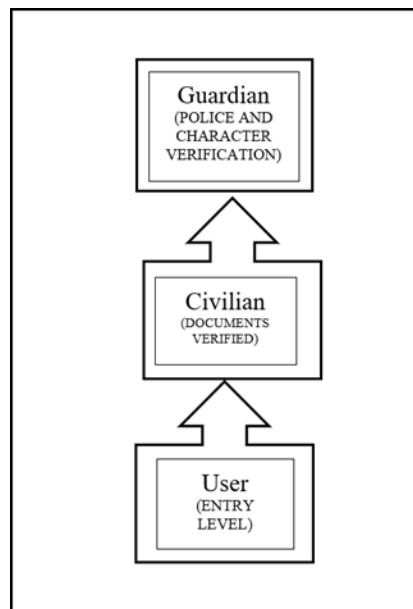 Guardian
(POLICE AND
CHARACTER
VERIFICATION)
Civilian
(DOCUMENTS
VERIFIED)
User
(ENTRY
LEVEL)